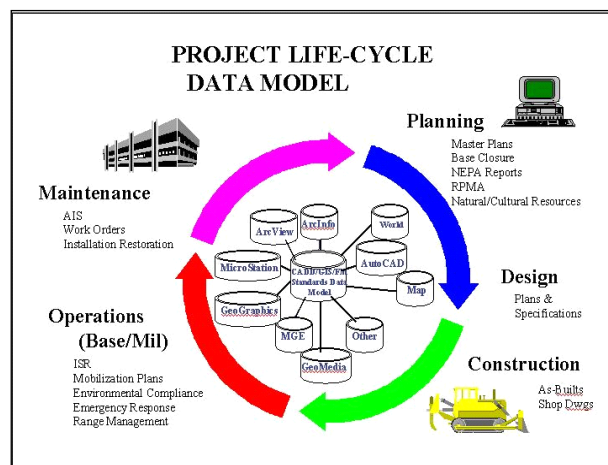 PROJECT LIFE-CYCLE
DATA MODEL
Planning
Master Plans
Base Closure
NEPA Reports
RPMA
Natural/Cultural Resources
Maintenance
AIS
Work Orders
Installation Restoration
ArcView
ArcInfo
World
MicroStation
CADD/GIS/FM
Standards Data
Model
AutoCAD
Map
GeoGraphics
MGE
Other
GeoMedia
Design
Plans &
Specifications
Operations
(Base/Mil)
ISR
Mobilization Plans
Environmental Compliance
Emergency Response
Range Management
Construction
As-Builts
Shop Dwgs